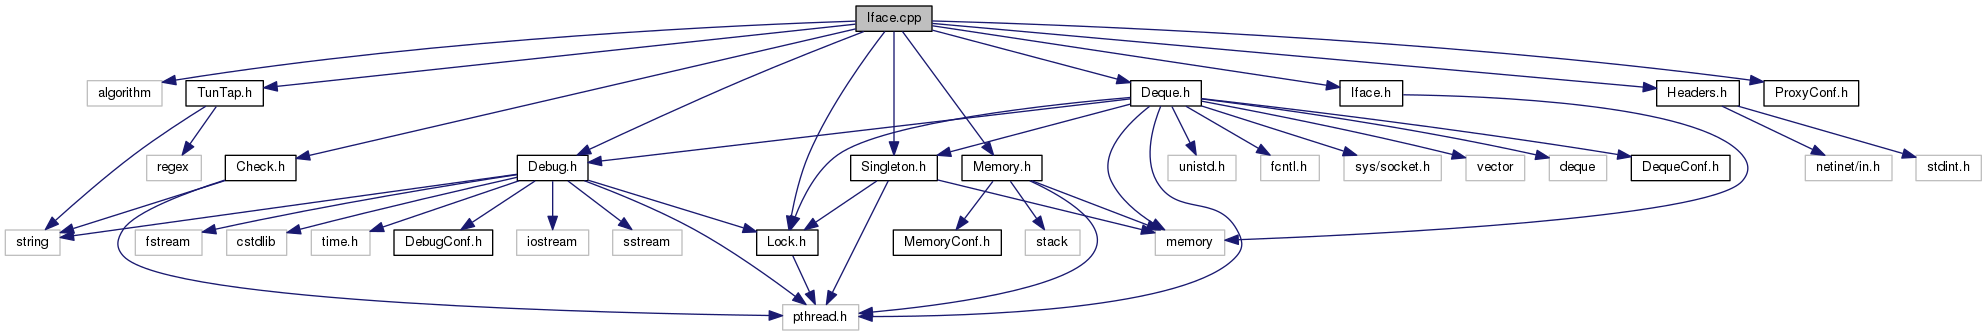 Iface.cpp
algorithm
TunTap.h
Deque.h
Iface.h
Headers.h
ProxyConf.h
regex
Check.h
Debug.h
Singleton.h
Memory.h
unistd.h
fcntl.h
sys/socket.h
vector
deque
DequeConf.h
netinet/in.h
stdint.h
string
fstream
cstdlib
time.h
DebugConf.h
iostream
sstream
Lock.h
MemoryConf.h
stack
memory
pthread.h